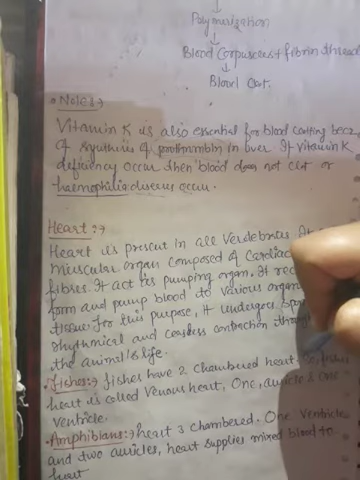 Polymurization
Blood Corpuscles + fibrin thread
Blood Clot.
Note :→
Vitamin K is also essential for blood clotting becz
of synthesis of prothrombin in liver. If vitamin K
deficiency occur then blood does not clot or
haemophilia disease occur.
Heart :→
Heart is present in all Verdebrates. It
muscular organ composed of Cardiac
fibres. It act as pumping organ. It
form and pump blood to various organ
tissue. For this purpose, it undergoes
rhythmical and ceasless contraction through
the animal's life.
Fishes :→ fishes have 2 chambered heart. So,
heart is called Venous heart, One, auricle & One
Ventricle.
Amphibians :→ heart 3 chambered. One Ventricle
and two auricles, heart supplies mixed blood to
heart